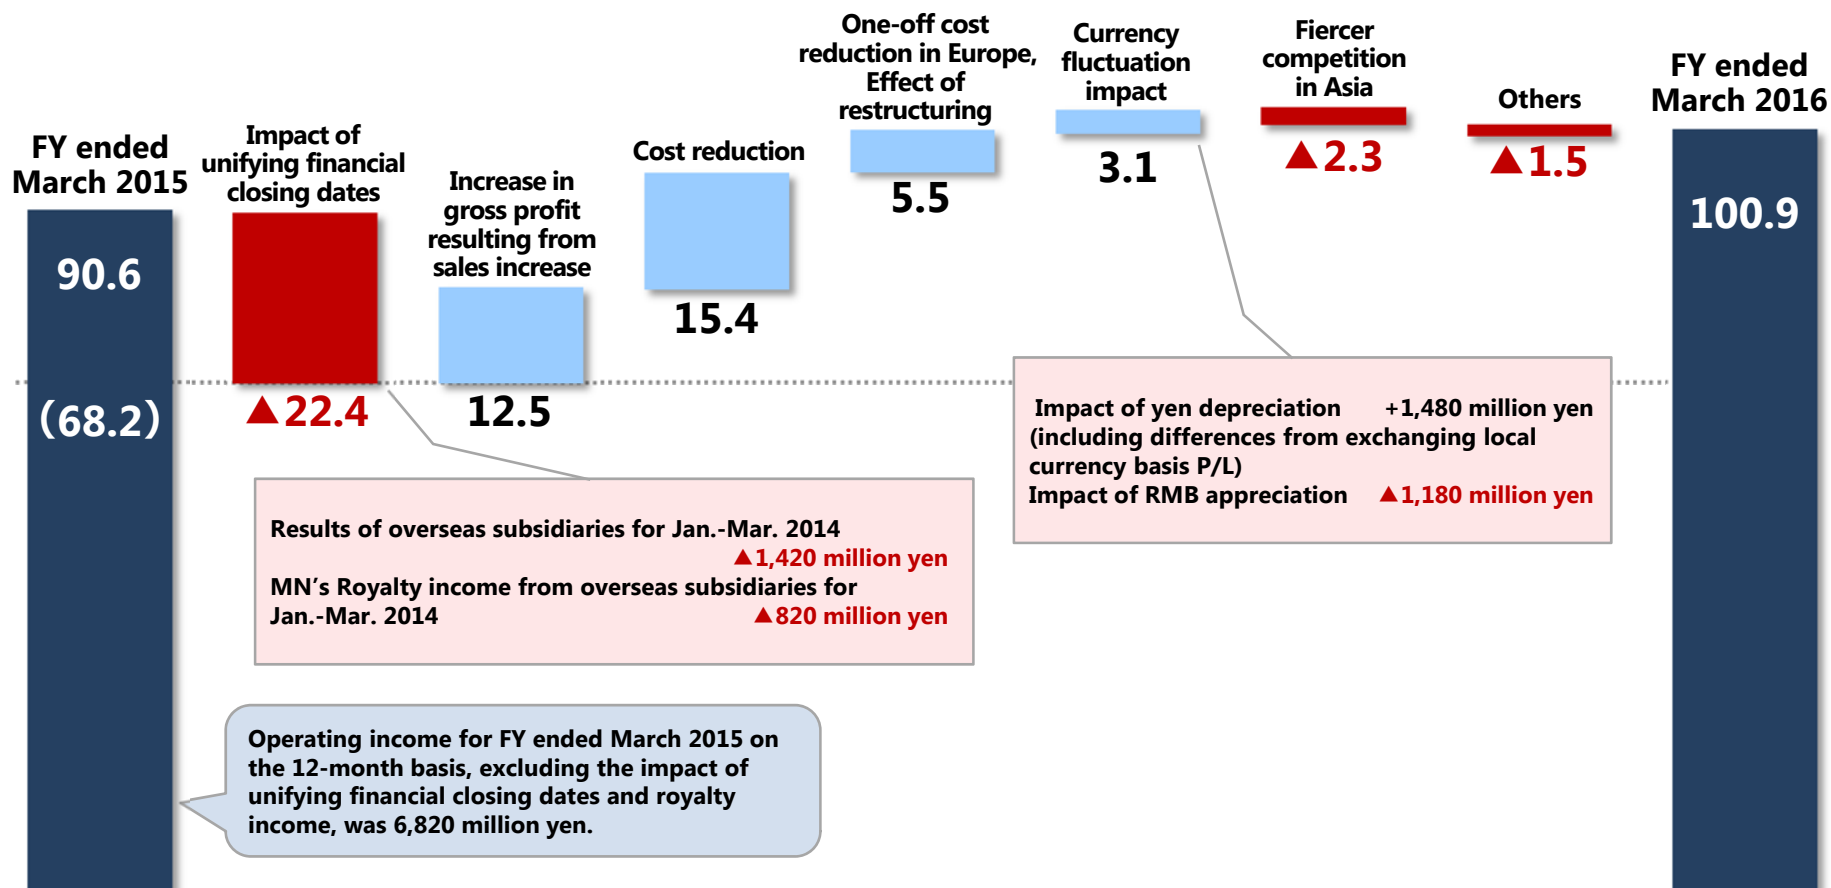 FY ended
March 2015
90.6
(68.2)
Impact of
unifying financial
closing dates
▲22.4
Increase in
gross profit
resulting from
sales increase
12.5
Cost reduction
15.4
One-off cost
reduction in Europe,
Effect of
restructuring
5.5
Currency
fluctuation
impact
3.1
Fiercer
competition
in Asia
▲2.3
Others
▲1.5
FY ended
March 2016
100.9
Impact of yen depreciation +1,480 million yen
(including differences from exchanging local
currency basis P/L)
Impact of RMB appreciation ▲1,180 million yen
Results of overseas subsidiaries for Jan.-Mar. 2014
▲1,420 million yen
MN's Royalty income from overseas subsidiaries for
Jan.-Mar. 2014 ▲820 million yen
Operating income for FY ended March 2015 on
the 12-month basis, excluding the impact of
unifying financial closing dates and royalty
income, was 6,820 million yen.